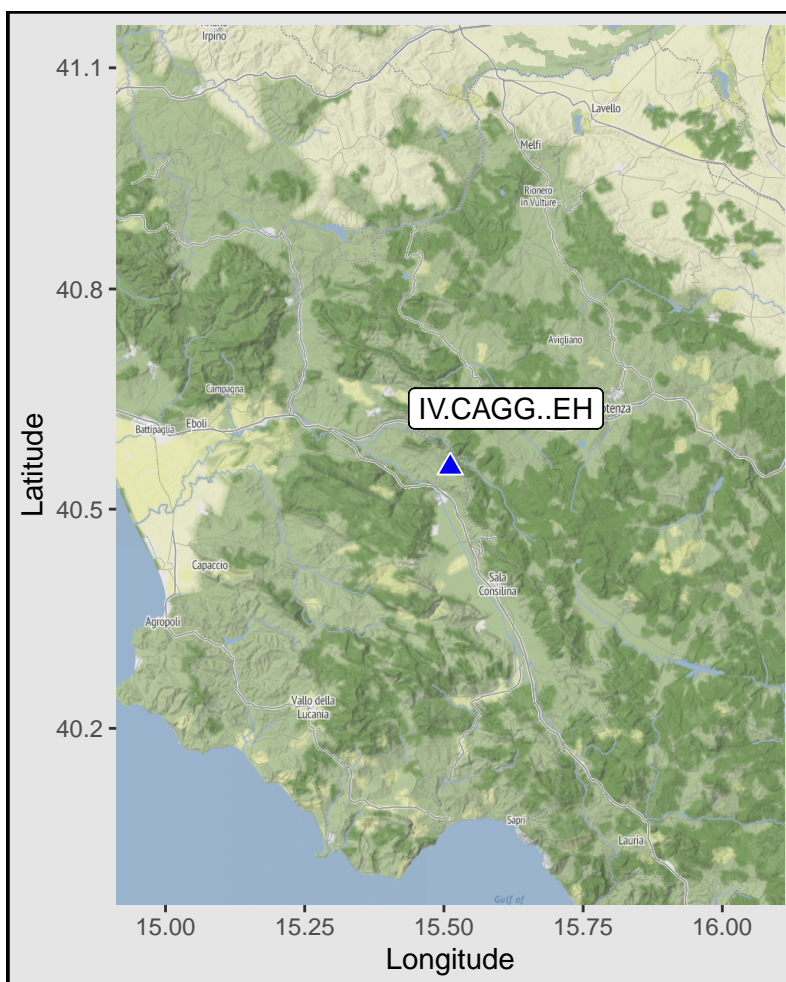 Irpino
41.1
Lavello
Melfi
Rionero
in Vulture
40.8
Avigliano
Campagna
IV.CAGG..EH
Eboli
Battipaglia
Latitude
40.5
Capaccio
Sala
Consilina
Agropoli
40.2
Vallo della
Lucania
Sapri
Lauria
Gulf of
15.00 15.25 15.50 15.75 16.00
Longitude